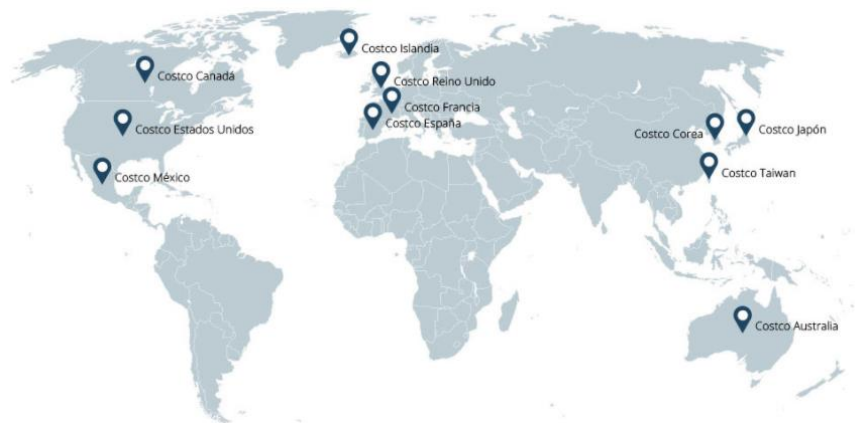 Costco Islandia
Costco Canadá
Costco Reino Unido
Costco Francia
Costco España
Costco Estados Unidos
Costco Corea
Costco Japón
Costco México
Costco Taiwan
Costco Australia